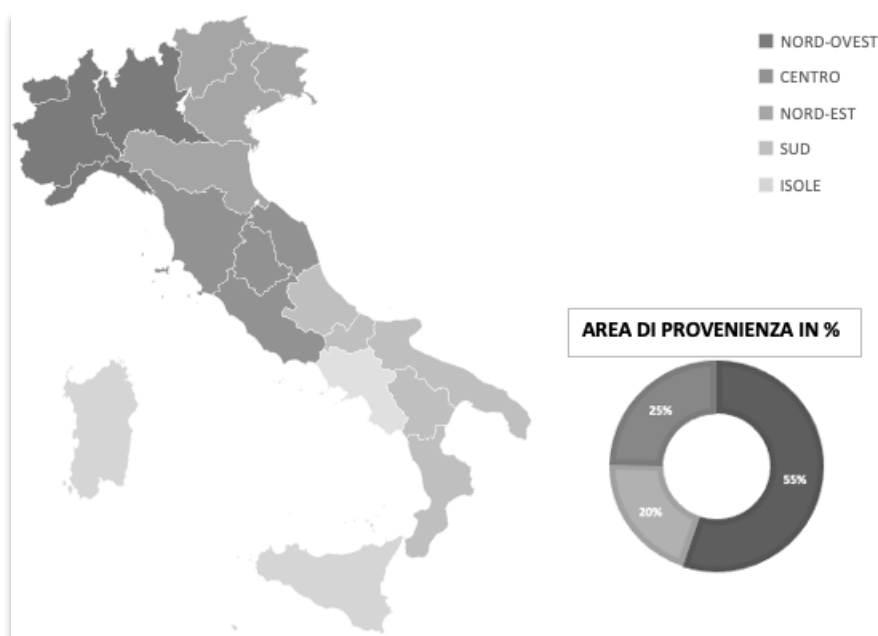 NORD-OVEST
CENTRO
NORD-EST
SUD
ISOLE
AREA DI PROVENIENZA IN %
25%
55%
20%